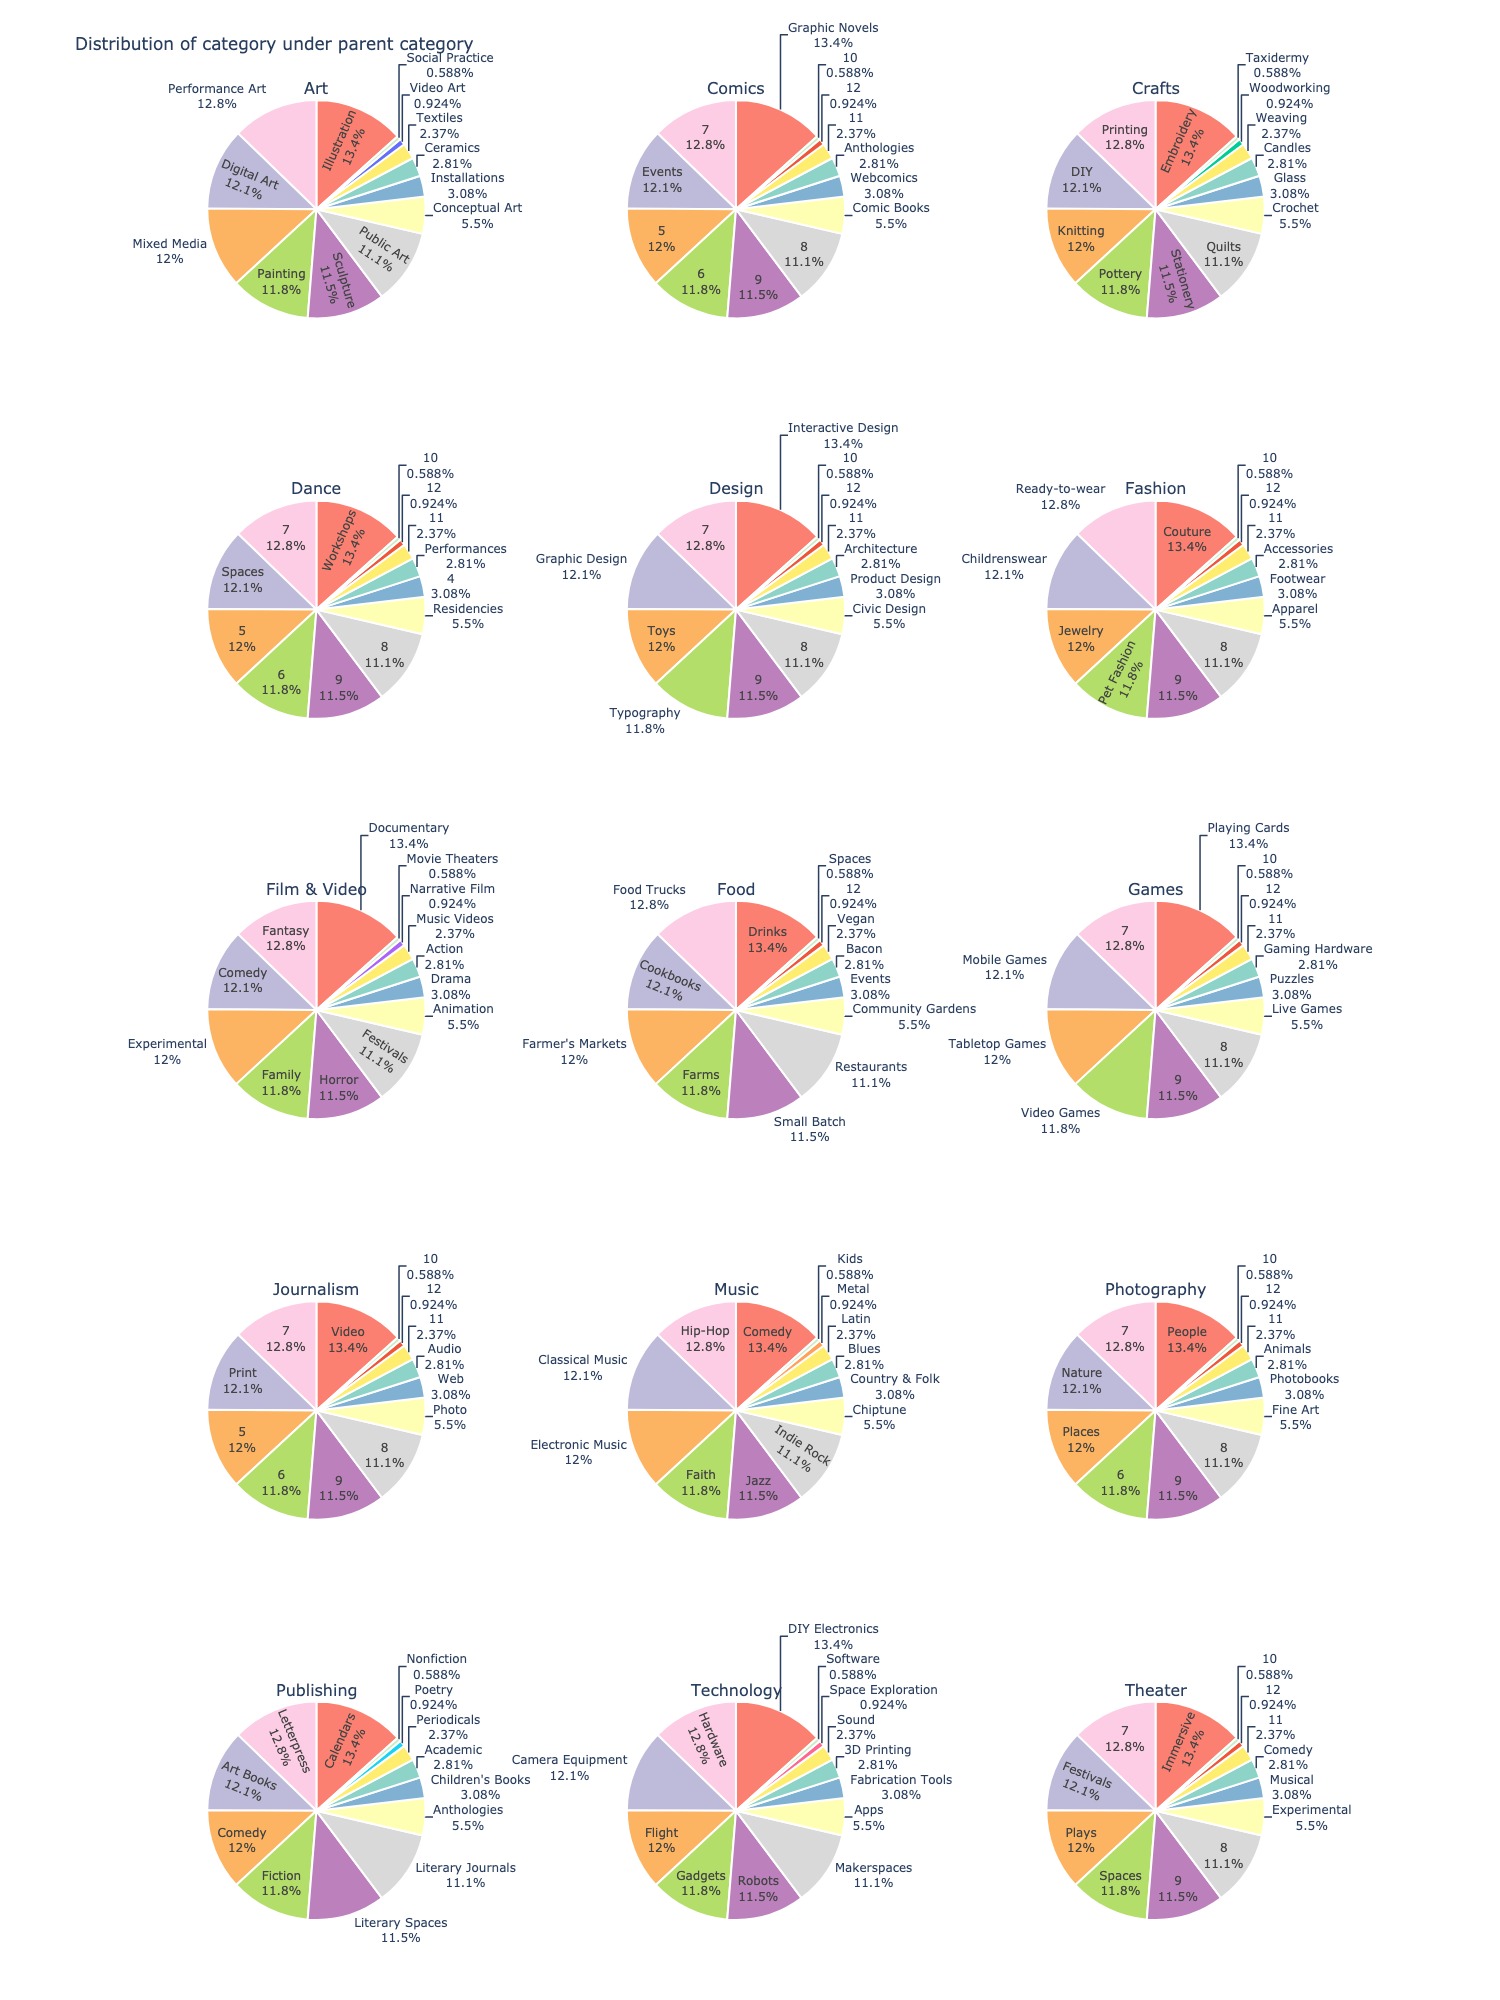 Distribution of category under parent category
Art
Performance Art
12.8%
Digital Art
12.1%
Mixed Media
12%
Painting
11.8%
Sculpture
11.5%
Public Art
11.1%
Illustration
13.4%
Social Practice
0.588%
Video Art
0.924%
Textiles
2.37%
Ceramics
2.81%
Installations
3.08%
Conceptual Art
5.5%
Comics
Graphic Novels
13.4%
10
0.588%
12
0.924%
11
2.37%
Anthologies
2.81%
Webcomics
3.08%
Comic Books
5.5%
7
12.8%
Events
12.1%
5
12%
6
11.8%
9
11.5%
8
11.1%
Crafts
Taxidermy
0.588%
Woodworking
0.924%
Weaving
2.37%
Candles
2.81%
Glass
3.08%
Crochet
5.5%
Embroidery
13.4%
Printing
12.8%
DIY
12.1%
Knitting
12%
Pottery
11.8%
Stationery
11.5%
Quilts
11.1%
Dance
10
0.588%
12
0.924%
11
2.37%
Performances
2.81%
4
3.08%
Residencies
5.5%
Workshops
13.4%
7
12.8%
Spaces
12.1%
5
12%
6
11.8%
9
11.5%
8
11.1%
Design
Interactive Design
13.4%
10
0.588%
12
0.924%
11
2.37%
Architecture
2.81%
Product Design
3.08%
Civic Design
5.5%
7
12.8%
Graphic Design
12.1%
Toys
12%
Typography
11.8%
9
11.5%
8
11.1%
Fashion
10
0.588%
12
0.924%
11
2.37%
Accessories
2.81%
Footwear
3.08%
Apparel
5.5%
Couture
13.4%
Ready-to-wear
12.8%
Childrenswear
12.1%
Jewelry
12%
Pet Fashion
11.8%
9
11.5%
8
11.1%
Film & Video
Documentary
13.4%
Movie Theaters
0.588%
Narrative Film
0.924%
Music Videos
2.37%
Action
2.81%
Drama
3.08%
Animation
5.5%
Fantasy
12.8%
Comedy
12.1%
Experimental
12%
Family
11.8%
Horror
11.5%
Festivals
11.1%
Food
Spaces
0.588%
12
0.924%
Vegan
2.37%
Bacon
2.81%
Events
3.08%
Community Gardens
5.5%
Drinks
13.4%
Food Trucks
12.8%
Cookbooks
12.1%
Farmer's Markets
12%
Farms
11.8%
Small Batch
11.5%
Restaurants
11.1%
Games
Playing Cards
13.4%
10
0.588%
12
0.924%
11
2.37%
Gaming Hardware
2.81%
Puzzles
3.08%
Live Games
5.5%
7
12.8%
Mobile Games
12.1%
Tabletop Games
12%
Video Games
11.8%
9
11.5%
8
11.1%
Journalism
10
0.588%
12
0.924%
11
2.37%
Audio
2.81%
Web
3.08%
Photo
5.5%
Video
13.4%
7
12.8%
Print
12.1%
5
12%
6
11.8%
9
11.5%
8
11.1%
Music
Kids
0.588%
Metal
0.924%
Latin
2.37%
Blues
2.81%
Country & Folk
3.08%
Chiptune
5.5%
Comedy
13.4%
Hip-Hop
12.8%
Classical Music
12.1%
Electronic Music
12%
Faith
11.8%
Jazz
11.5%
Indie Rock
11.1%
Photography
10
0.588%
12
0.924%
11
2.37%
Animals
2.81%
Photobooks
3.08%
Fine Art
5.5%
People
13.4%
7
12.8%
Nature
12.1%
Places
12%
6
11.8%
9
11.5%
8
11.1%
Publishing
Nonfiction
0.588%
Poetry
0.924%
Periodicals
2.37%
Academic
2.81%
Children's Books
3.08%
Anthologies
5.5%
Calendars
13.4%
Letterpress
12.8%
Art Books
12.1%
Comedy
12%
Fiction
11.8%
Literary Spaces
11.5%
Literary Journals
11.1%
Technology
DIY Electronics
13.4%
Software
0.588%
Space Exploration
0.924%
Sound
2.37%
3D Printing
2.81%
Fabrication Tools
3.08%
Apps
5.5%
Hardware
12.8%
Camera Equipment
12.1%
Flight
12%
Gadgets
11.8%
Robots
11.5%
Makerspaces
11.1%
Theater
10
0.588%
12
0.924%
11
2.37%
Comedy
2.81%
Musical
3.08%
Experimental
5.5%
Immersive
13.4%
7
12.8%
Festivals
12.1%
Plays
12%
Spaces
11.8%
9
11.5%
8
11.1%